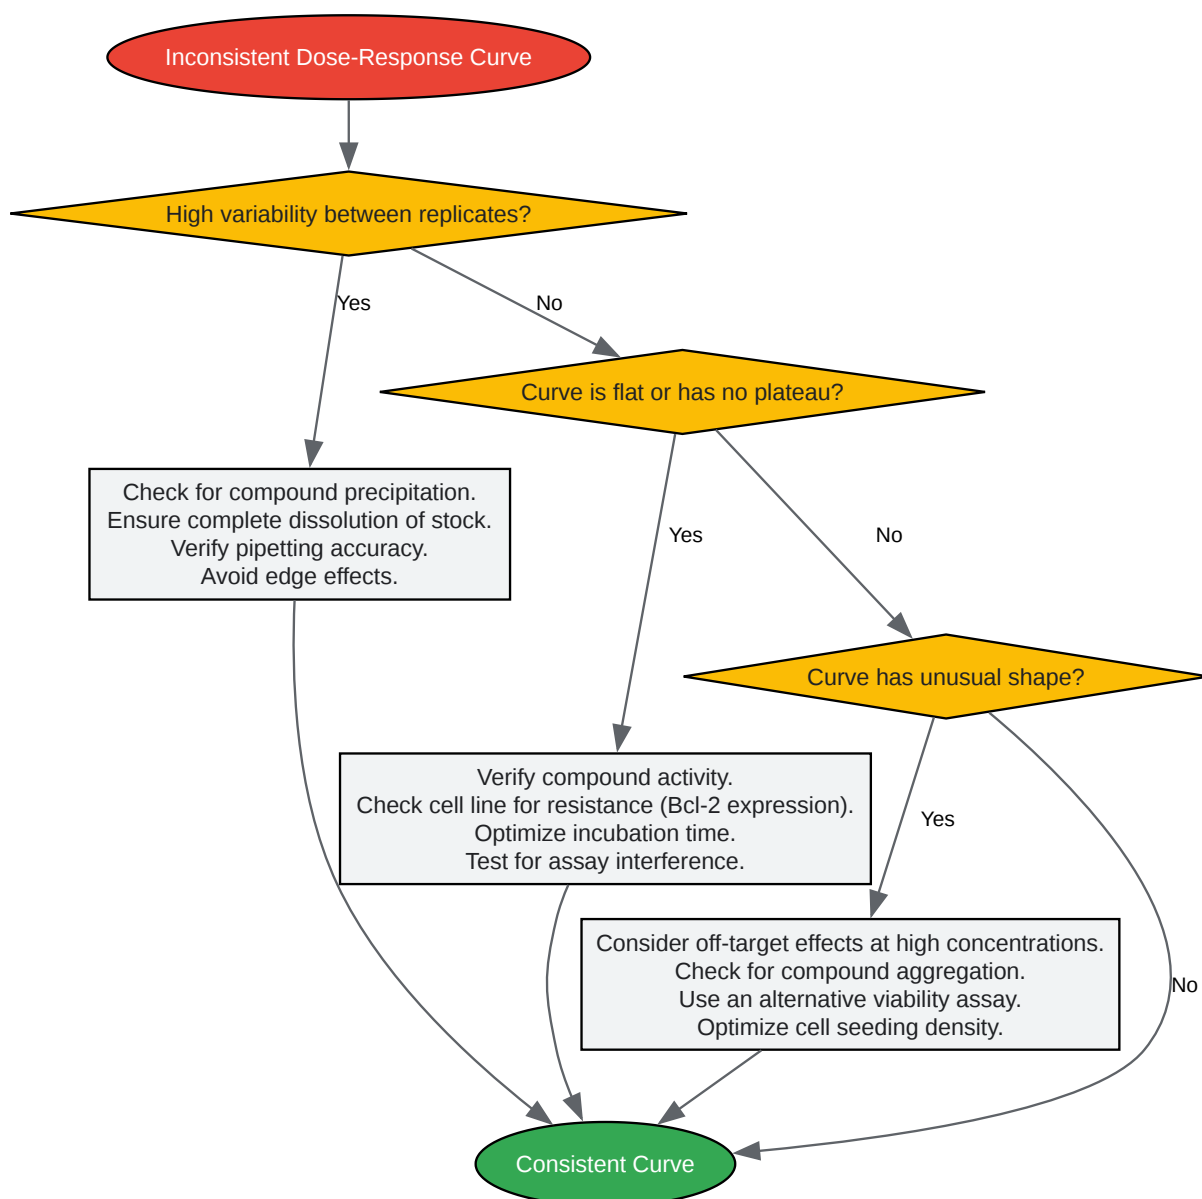 Inconsistent Dose-Response Curve
High variability between replicates?
Yes
No
Curve is flat or has no plateau?
Check for compound precipitation.
Ensure complete dissolution of stock.
Verify pipetting accuracy.
Avoid edge effects.
Yes
No
Curve has unusual shape?
Verify compound activity.
Check cell line for resistance (Bcl-2 expression).
Optimize incubation time.
Test for assay interference.
Yes
No
Consider off-target effects at high concentrations.
Check for compound aggregation.
Use an alternative viability assay.
Optimize cell seeding density.
Consistent Curve